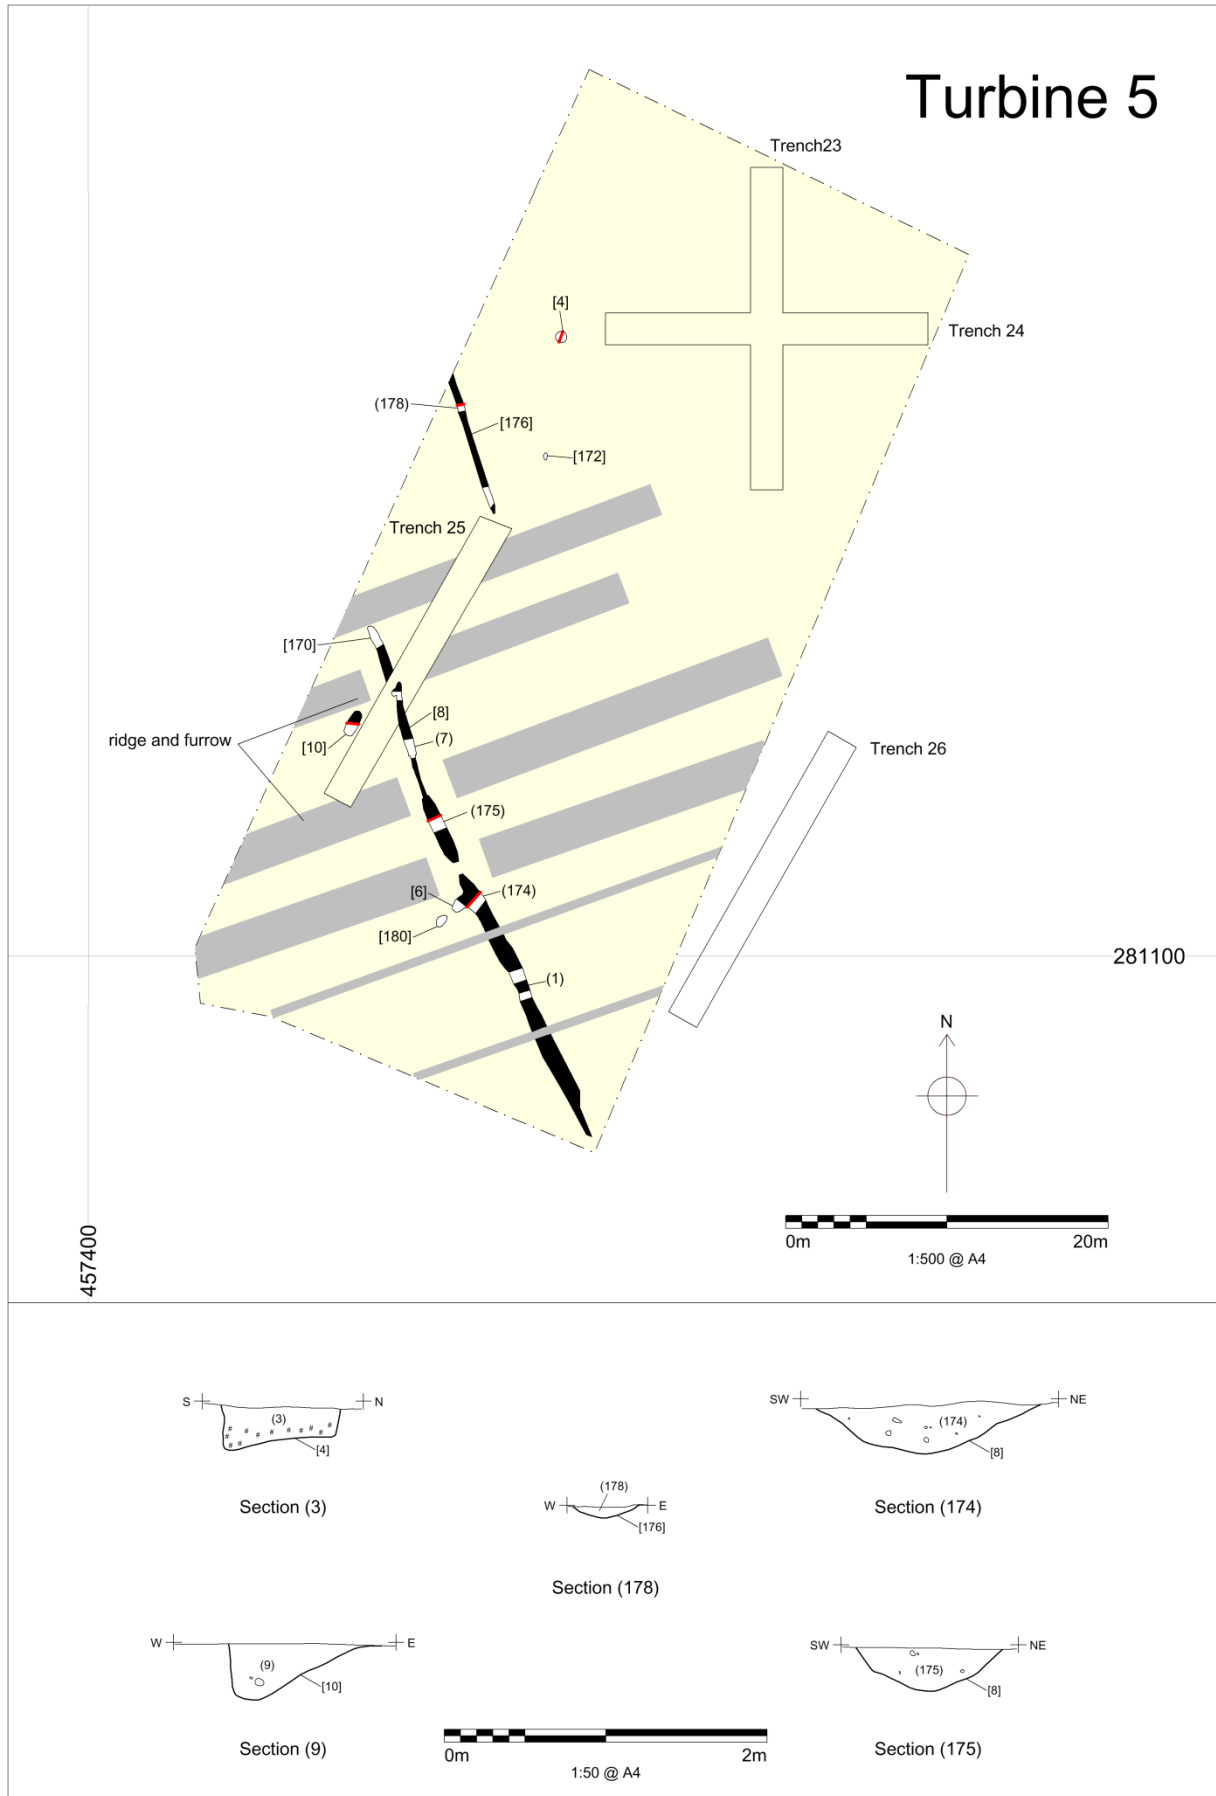 Turbine 5
Trench23
[4]
Trench 24
(178)
[176]
[172]
Trench 25
[170]
[8]
ridge and furrow
[10]
(7)
Trench 26
(175)
[6]
(174)
[180]
281100
(1)
N
457400
0m
20m
1:500 @ A4
S
N
(3)
[4]
Section (3)
SW
NE
(174)
[8]
Section (174)
(178)
W
E
[176]
Section (178)
W
E
(9)
[10]
Section (9)
SW
NE
(175)
[8]
Section (175)
0m
2m
1:50 @ A4